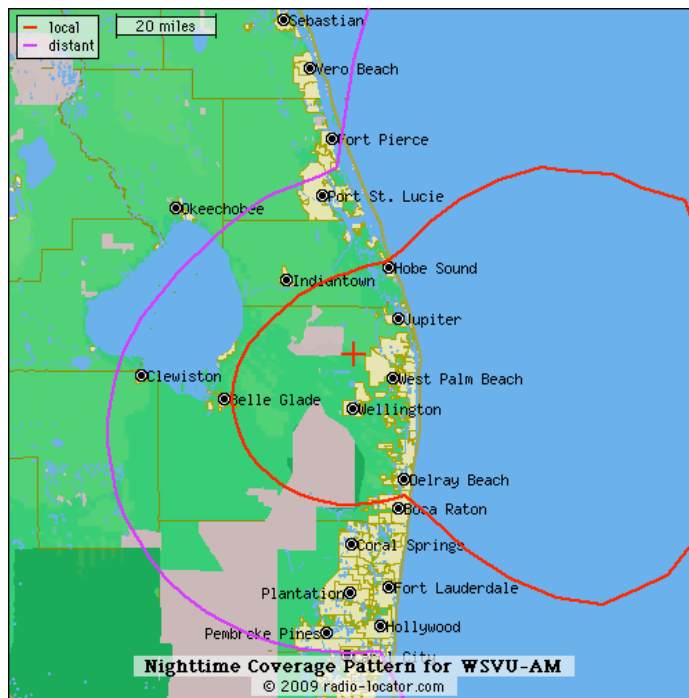 local
distant
20 miles
Sebastian
Vero Beach
Fort Pierce
Port St. Lucie
Okeechobee
Hobe Sound
Indiantown
Jupiter
Clewiston
West Palm Beach
Belle Glade
Wellington
Delray Beach
Boca Raton
Coral Springs
Fort Lauderdale
Plantation
Hollywood
Pembroke Pines
City
Nighttime Coverage Pattern for WSVU-AM
© 2009 radio-locator.com